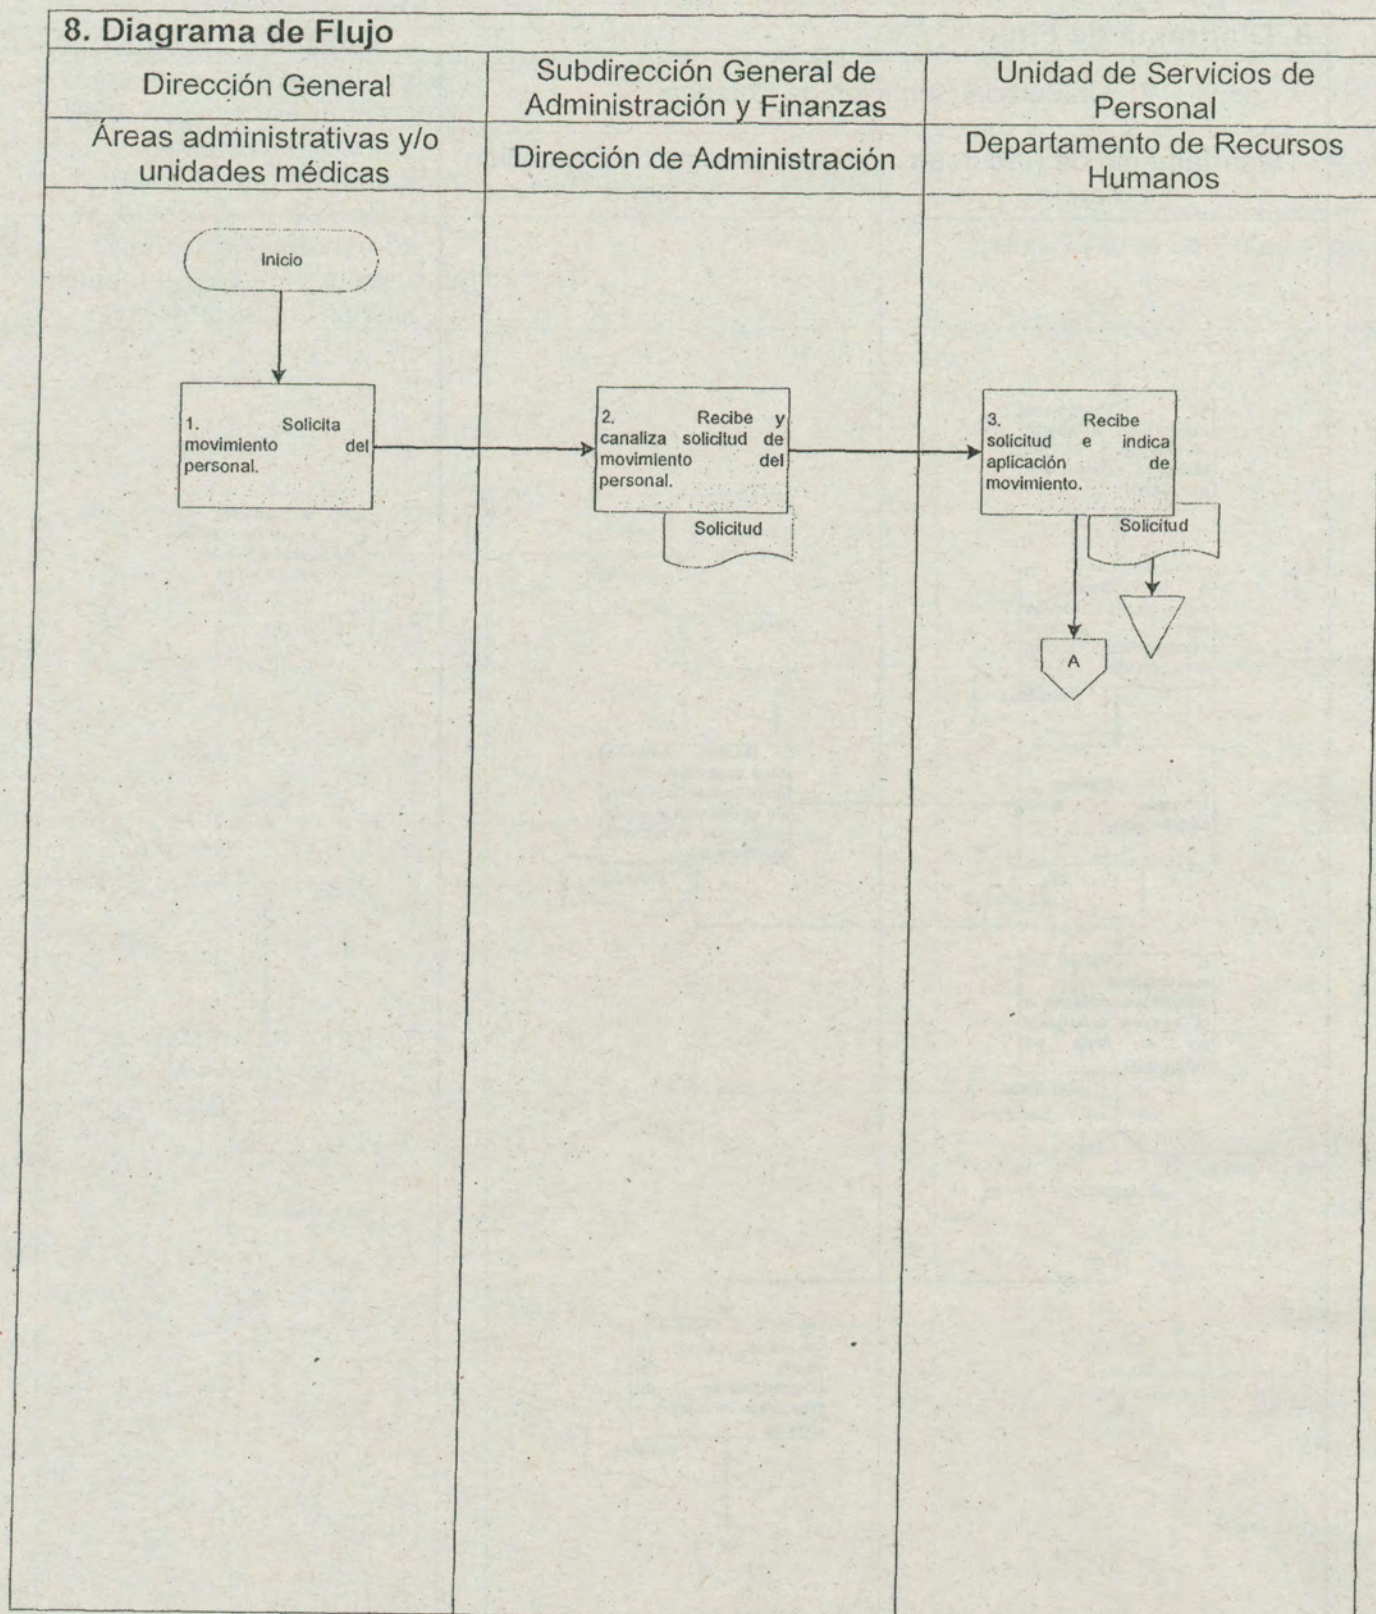 8. Diagrama de Flujo
Dirección General
Subdirección General de
Administración y Finanzas
Unidad de Servicios de
Personal
Áreas administrativas y/o
unidades médicas
Dirección de Administración
Departamento de Recursos
Humanos
Inicio
1. Solicita
movimiento del
personal.
2. Recibe y
canaliza solicitud de
movimiento del
personal.
Solicitud
3. Recibe
solicitud e indica
aplicación de
movimiento.
Solicitud
A